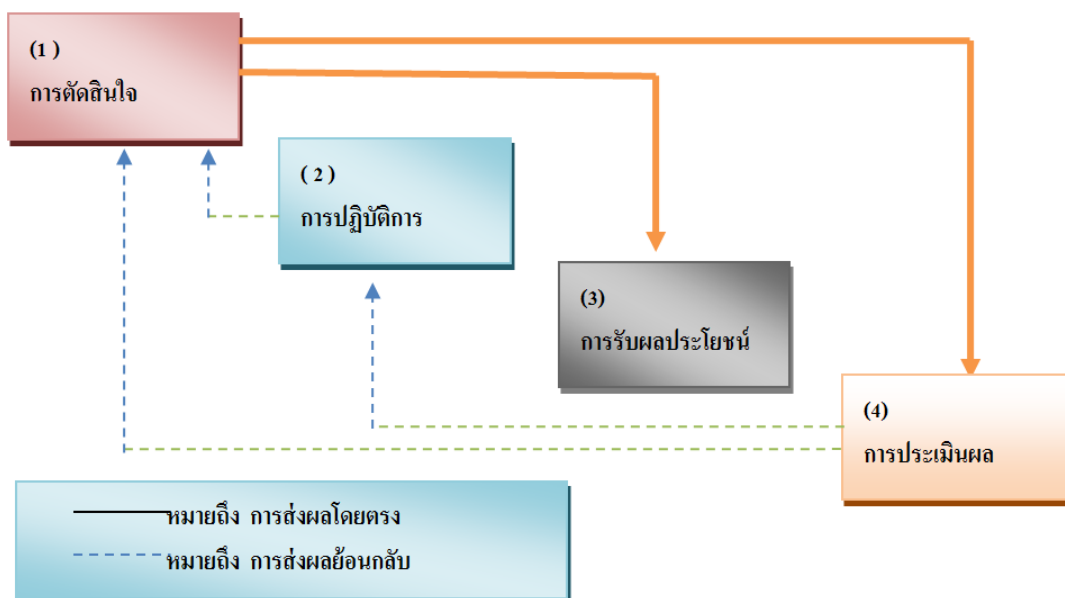 (1 )
การตัดสินใจ
( 2 )
การปฏิบัติการ
(3)
การรับผลประโยชน์
(4)
การประเมินผล
หมายถึง การส่งผลโดยตรง
หมายถึง การส่งผลย้อนกลับ